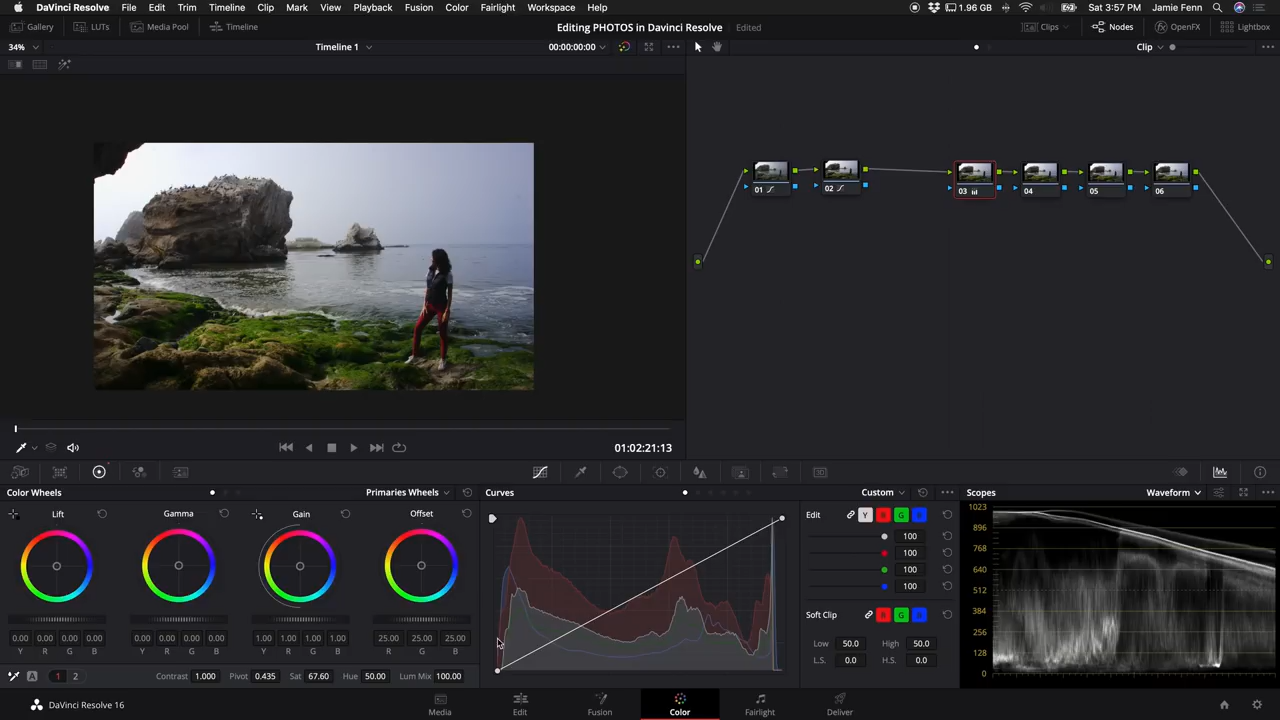 DaVinci Resolve File Edit Trim Timeline Clip Mark View Playback Fusion Color Fairlight Workspace Help 1.96 GB Sat 3:57 PM Jamie Fenn
Gallery LUTs Media Pool Timeline Editing PHOTOS in DaVinci Resolve Edited Clips Nodes OpenFX Lightbox
34% Timeline 1 00:00:00:00 Clip
01 02 03 04 05 06
01:02:21:13
Color Wheels Primaries Wheels Curves Custom Scopes Waveform
Lift Gamma Gain Offset Edit Y R G B 1023
100 896
100 768
100 640
100 512
Soft Clip R G B 384
0.00 0.00 0.00 0.00 0.00 0.00 0.00 0.00 1.00 1.00 1.00 1.00 25.00 25.00 25.00 Low 50.0 High 50.0 256
Y R G B Y R G B Y R G B R G B L.S. 0.0 H.S. 0.0 128
A 1 2 Contrast 1.000 Pivot 0.435 Sat 67.60 Hue 50.00 Lum Mix 100.00 0
DaVinci Resolve 16 Media Edit Fusion Color Fairlight Deliver